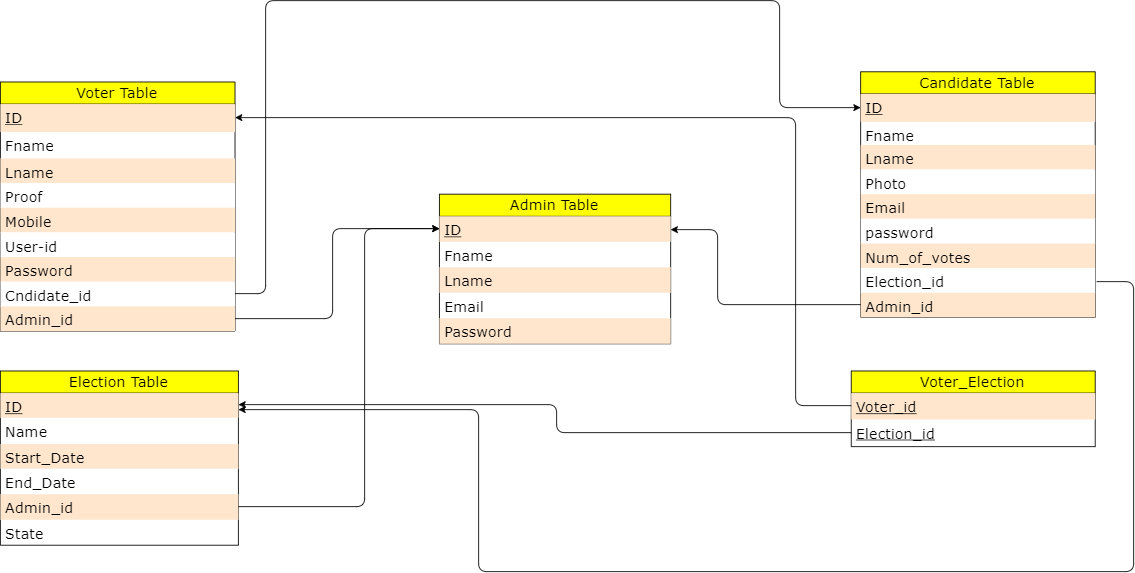 Voter Table
ID
Fname
Lname
Proof
Mobile
User-id
Password
Cndidate_id
Admin_id
Candidate Table
ID
Fname
Lname
Photo
Email
password
Num_of_votes
Election_id
Admin_id
Admin Table
ID
Fname
Lname
Email
Password
Election Table
ID
Name
Start_Date
End_Date
Admin_id
State
Voter_Election
Voter_id
Election_id